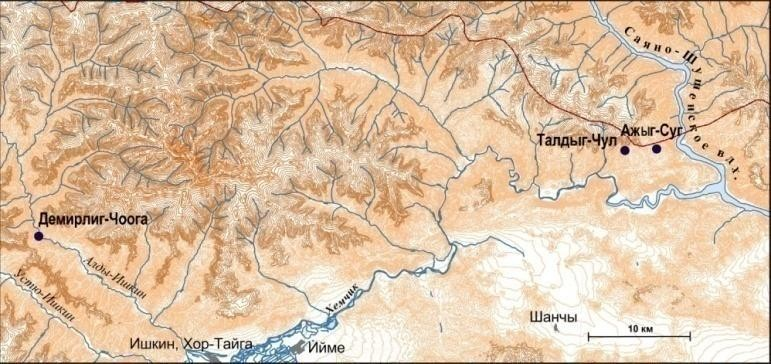 Саяно-Шушенское вдх.
Ажыг-Суг
Талдыг-Чул
Демирлиг-Чоога
Алды-Ишкин
Устю-Ишкин
Хемчик
Шанчы
10 км
Ишкин, Хор-Тайга
Ийме